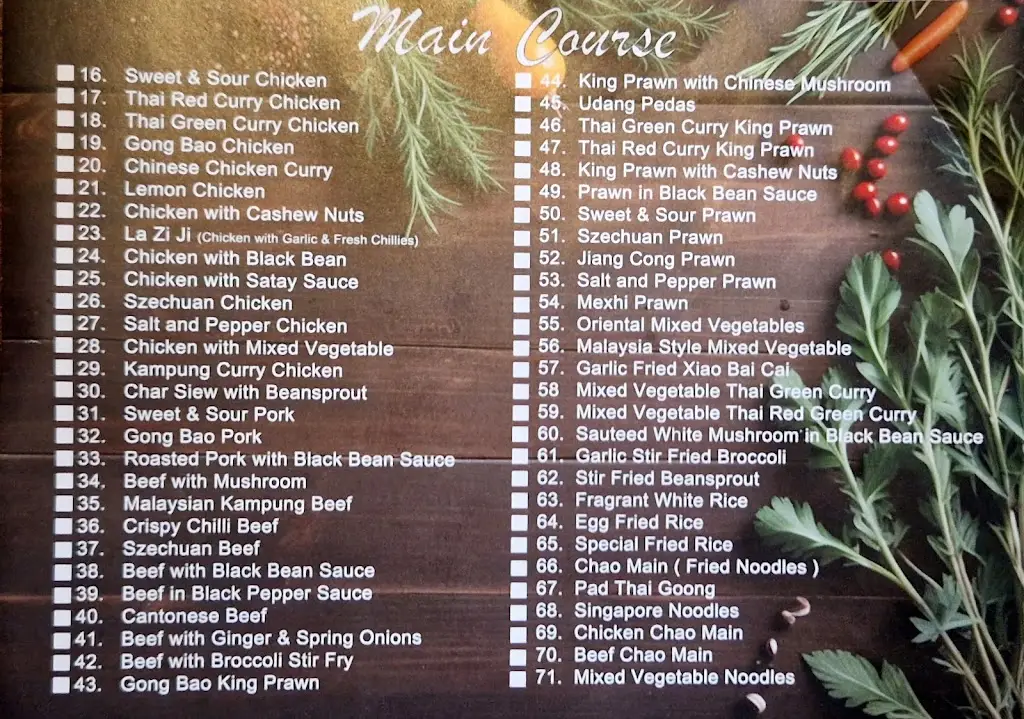 Main Course
16. Sweet & Sour Chicken
17. Thai Red Curry Chicken
18. Thai Green Curry Chicken
19. Gong Bao Chicken
20. Chinese Chicken Curry
21. Lemon Chicken
22. Chicken with Cashew Nuts
23. La Zi Ji (Chicken with Garlic & Fresh Chillies)
24. Chicken with Black Bean
25. Chicken with Satay Sauce
26. Szechuan Chicken
27. Salt and Pepper Chicken
28. Chicken with Mixed Vegetable
29. Kampung Curry Chicken
30. Char Siew with Beansprout
31. Sweet & Sour Pork
32. Gong Bao Pork
33. Roasted Pork with Black Bean Sauce
34. Beef with Mushroom
35. Malaysian Kampung Beef
36. Crispy Chilli Beef
37. Szechuan Beef
38. Beef with Black Bean Sauce
39. Beef in Black Pepper Sauce
40. Cantonese Beef
41. Beef with Ginger & Spring Onions
42. Beef with Broccoli Stir Fry
43. Gong Bao King Prawn
44. King Prawn with Chinese Mushroom
45. Udang Pedas
46. Thai Green Curry King Prawn
47. Thai Red Curry King Prawn
48. King Prawn with Cashew Nuts
49. Prawn in Black Bean Sauce
50. Sweet & Sour Prawn
51. Szechuan Prawn
52. Jiang Cong Prawn
53. Salt and Pepper Prawn
54. Mexhi Prawn
55. Oriental Mixed Vegetables
56. Malaysia Style Mixed Vegetable
57. Garlic Fried Xiao Bai Cai
58 Mixed Vegetable Thai Green Curry
59. Mixed Vegetable Thai Red Green Curry
60. Sauteed White Mushroom in Black Bean Sauce
61. Garlic Stir Fried Broccoli
62. Stir Fried Beansprout
63. Fragrant White Rice
64. Egg Fried Rice
65. Special Fried Rice
66. Chao Main ( Fried Noodles )
67. Pad Thai Goong
68. Singapore Noodles
69. Chicken Chao Main
70. Beef Chao Main
71. Mixed Vegetable Noodles